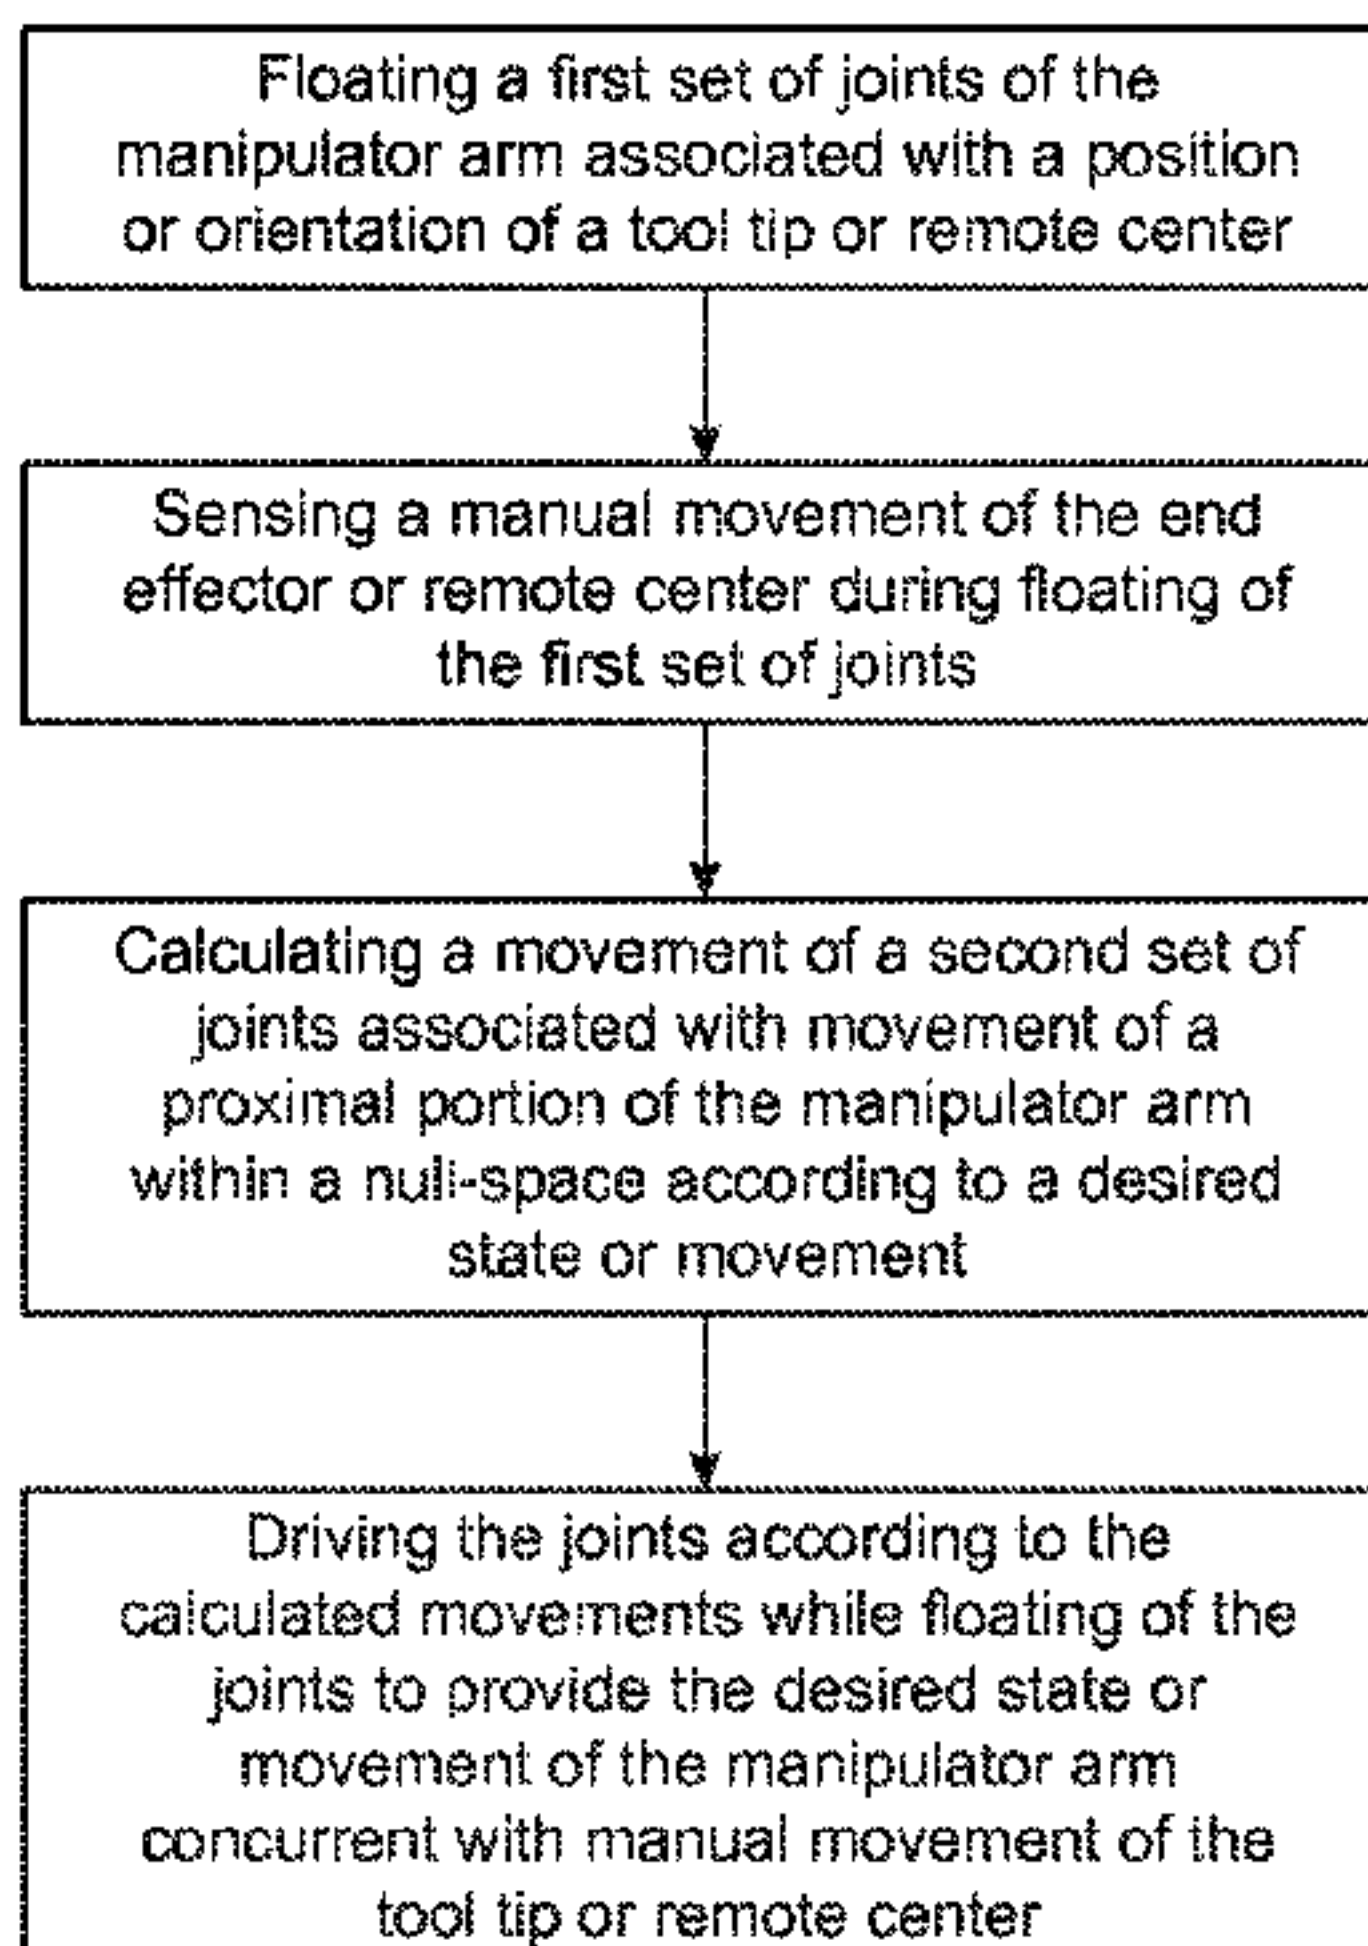 Floating a first set of joints of the
manipulator arm associated with a position
or orientation of a tool tip or remote center
Sensing a manual movement of the end
effector or remote center during floating of
the first set of joints
Calculating a movement of a second set of
joints associated with movement of a
proximal portion of the manipulator arm
within a null-space according to a desired
state or movement
Driving the joints according to the
calculated movements while floating of the
joints to provide the desired state or
movement of the manipulator arm
concurrent with manual movement of the
tool tip or remote center